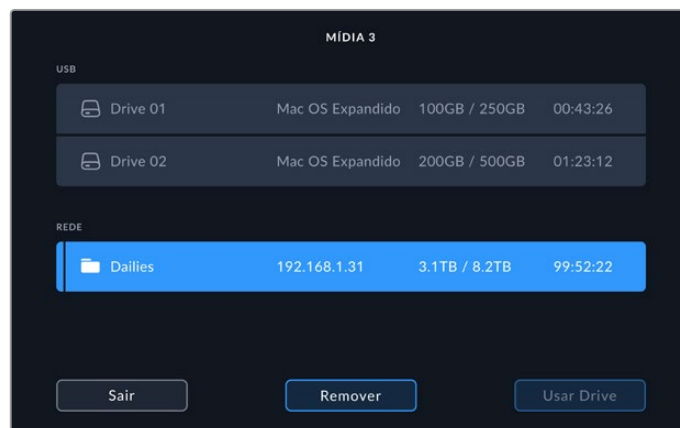 MÍDIA 3
USB
Drive 01 Mac OS Expandido 100GB / 250GB 00:43:26
Drive 02 Mac OS Expandido 200GB / 500GB 01:23:12
REDE
Dailies 192.168.1.31 3.1TB / 8.2TB 99:52:22
Sair Remover Usar Drive